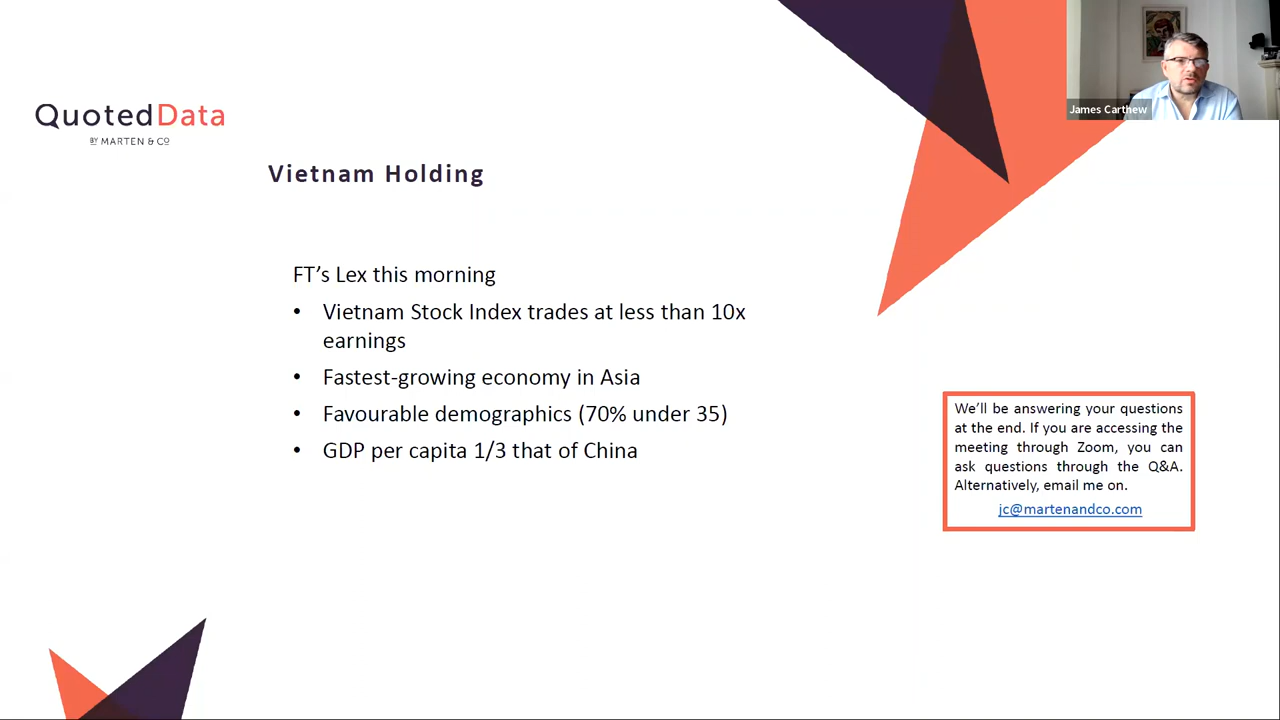 James Carthew
QuotedData
BY MARTEN & CO
Vietnam Holding
FT's Lex this morning
• Vietnam Stock Index trades at less than 10x
earnings
• Fastest-growing economy in Asia
• Favourable demographics (70% under 35)
• GDP per capita 1/3 that of China
We'll be answering your questions
at the end. If you are accessing the
meeting through Zoom, you can
ask questions through the Q&A.
Alternatively, email me on.
jc@martenandco.com